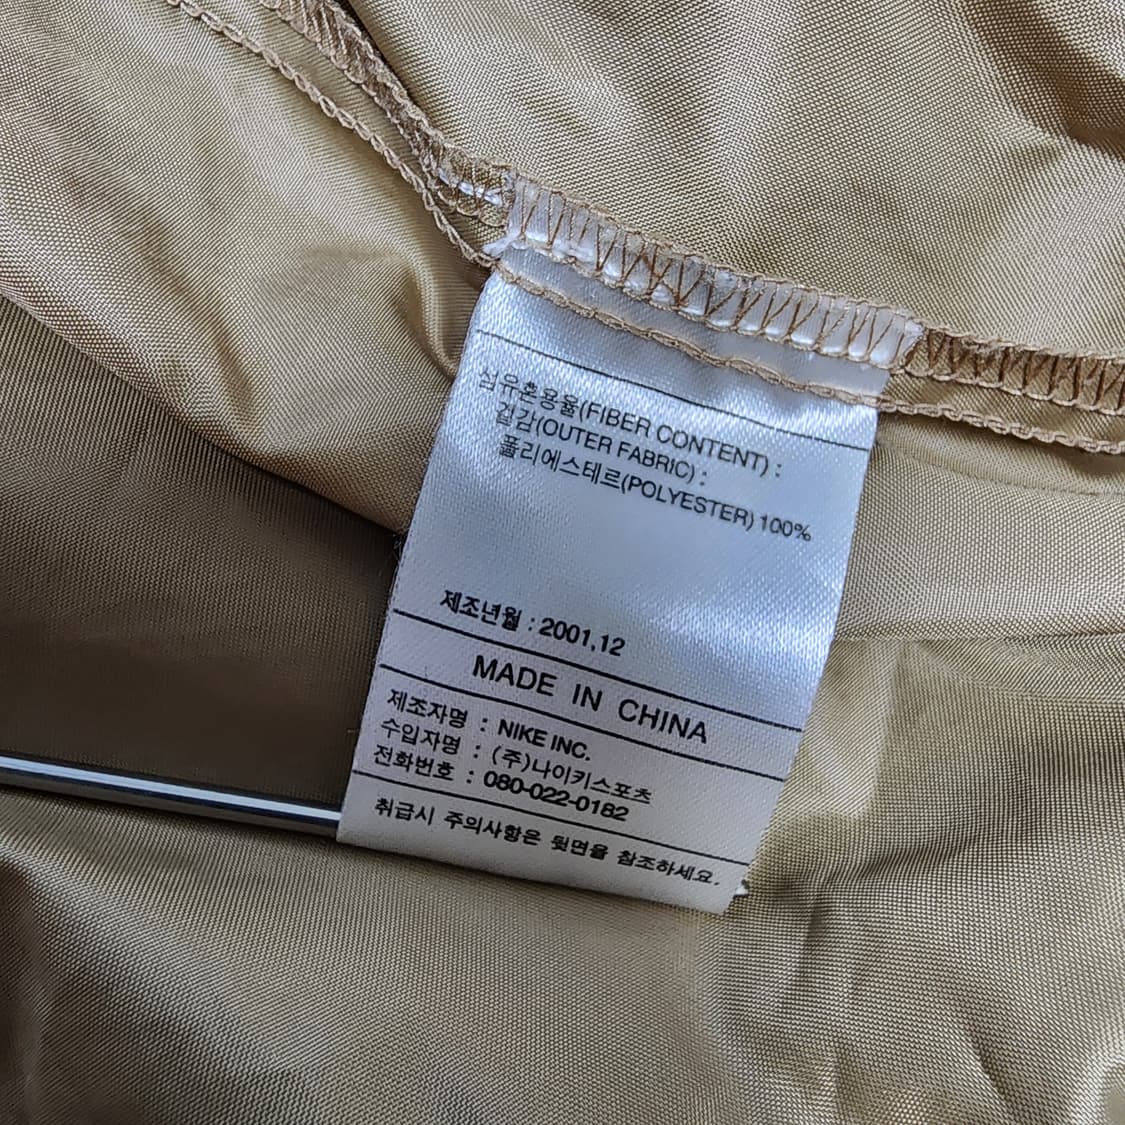 섬유혼용율(FIBER CONTENT) :
겉감(OUTER FABRIC) :
폴리에스테르(POLYESTER) 100%
제조년월 : 2001.12
MADE IN CHINA
제조자명 : NIKE INC.
수입자명 : (주)나이키스포츠
전화번호 : 080-022-0182
취급시 주의사항은 뒷면을 참조하세요.